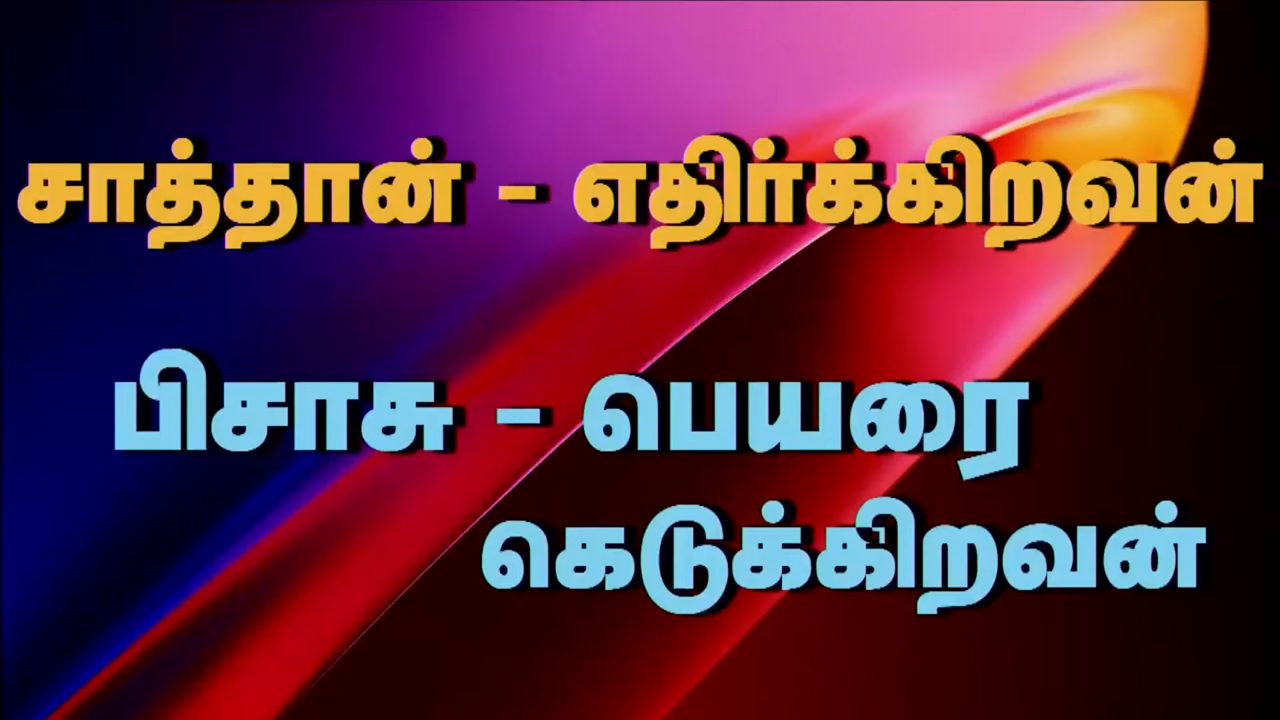 சாத்தான் - எதிர்க்கிறவன்
பிசாசு - பெயரை
கெடுக்கிறவன்